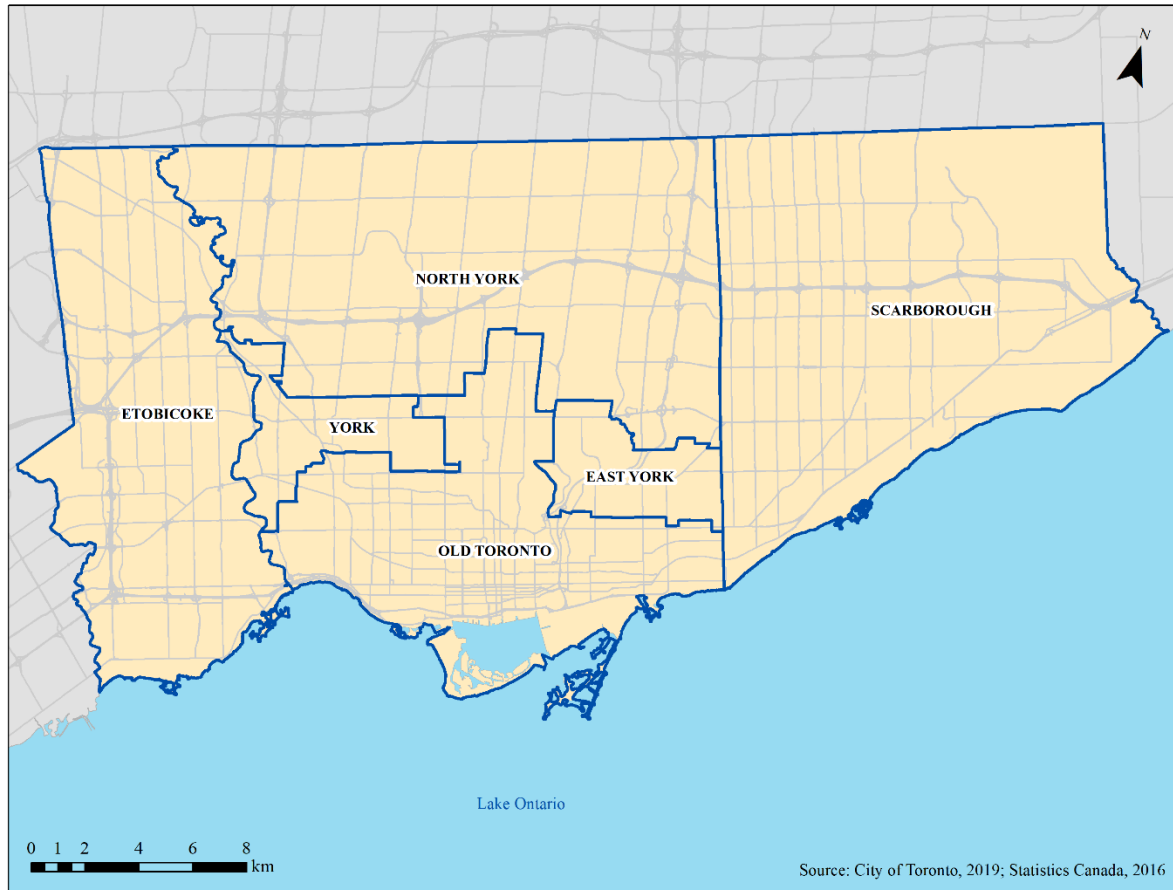 N
NORTH YORK
SCARBOROUGH
ETOBICOKE
YORK
EAST YORK
OLD TORONTO
Lake Ontario
0 1 2 4 6 8
km
Source: City of Toronto, 2019; Statistics Canada, 2016